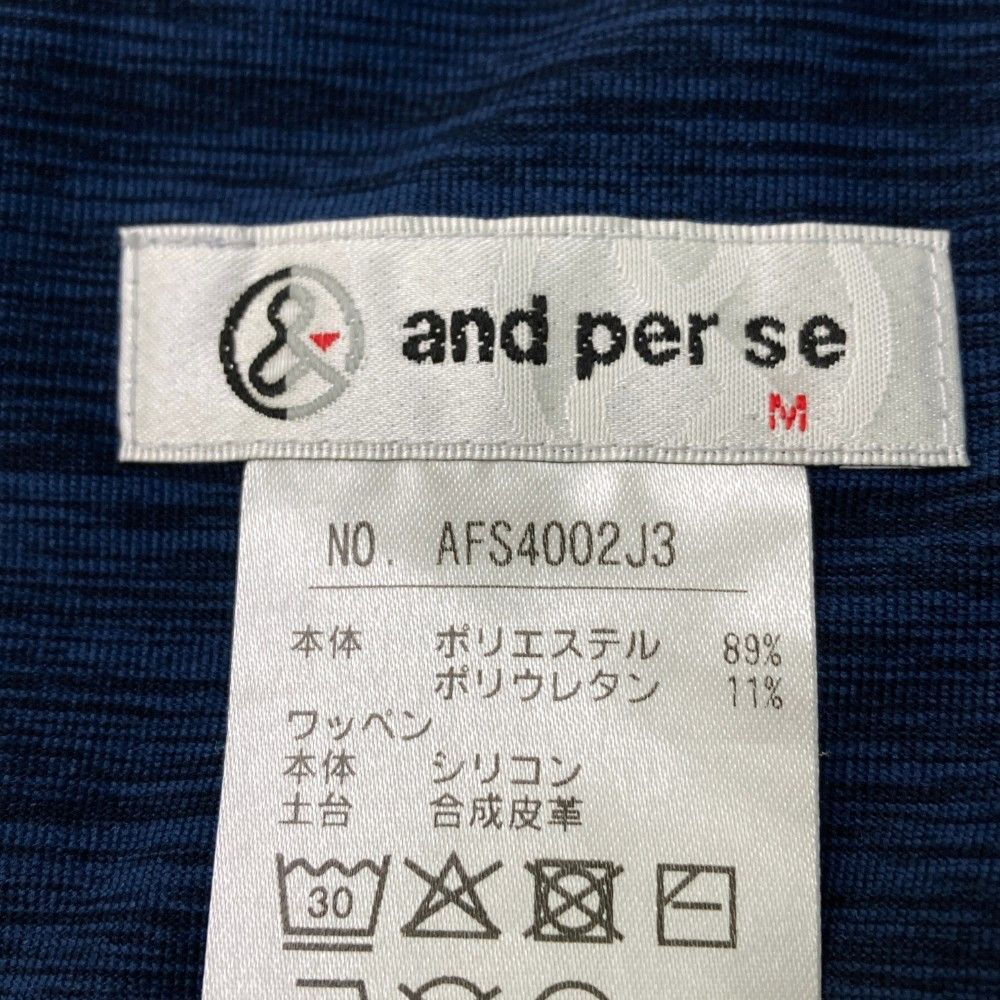 and per se
M
NO. AFS4002J3
本体 ポリエステル 89%
ポリウレタン 11%
ワッペン
本体 シリコン
土台 合成皮革
30